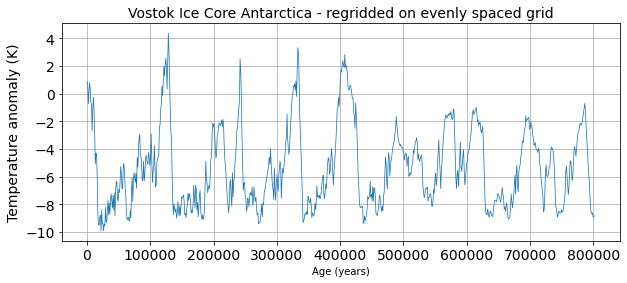 Vostok Ice Core Antarctica - regridded on evenly spaced grid
Temperature anomaly (K)
4
2
0
−2
−4
−6
−8
−10
0 100000 200000 300000 400000 500000 600000 700000 800000
Age (years)